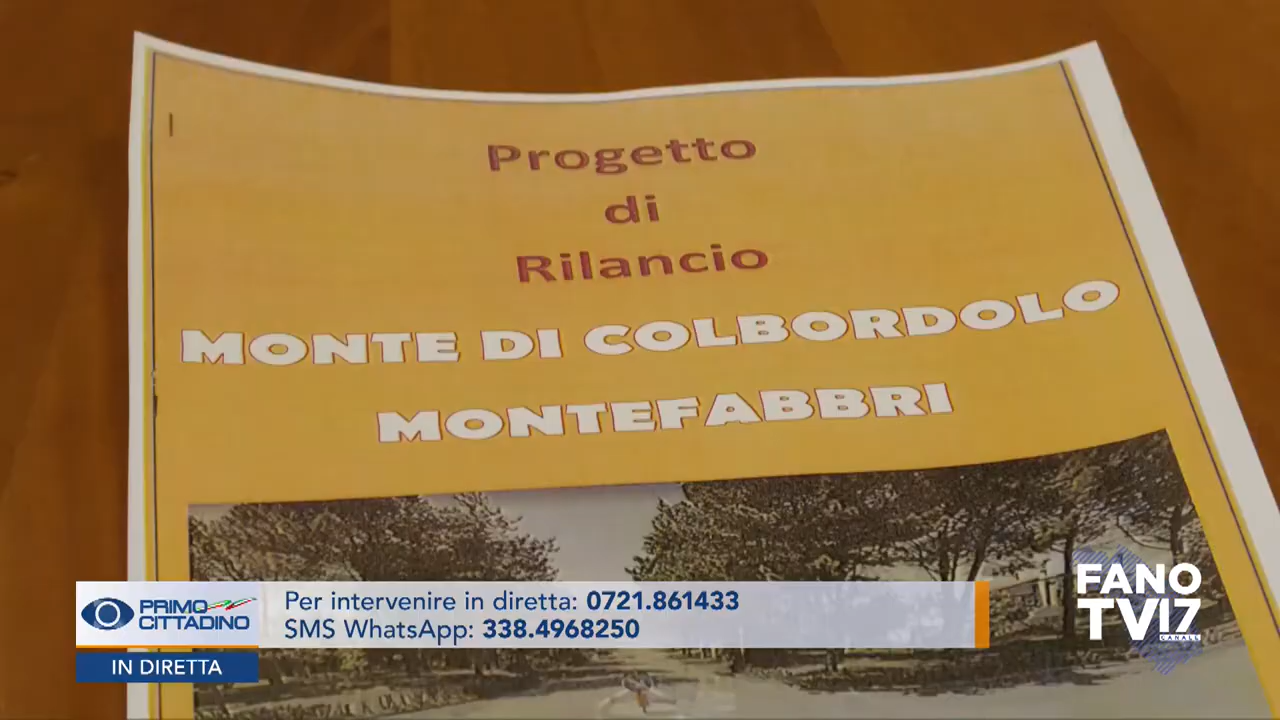 Progetto
di
Rilancio
MONTE DI COLBORDOLO
MONTEFABBRI
PRIMO
CITTADINO
Per intervenire in diretta: 0721.861433
SMS WhatsApp: 338.4968250
IN DIRETTA
FANO
TV17
CANALE